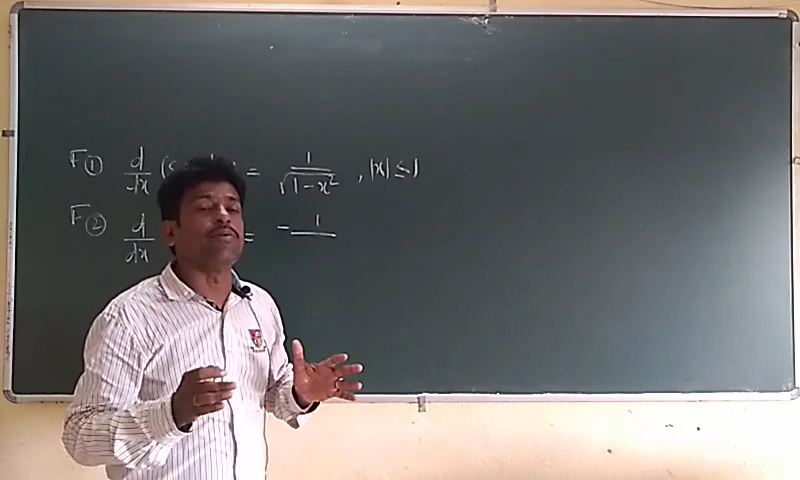 F① d/dx (s = 1/√(1-x²) , |x| ≤ 1
F② d/dx = -1/